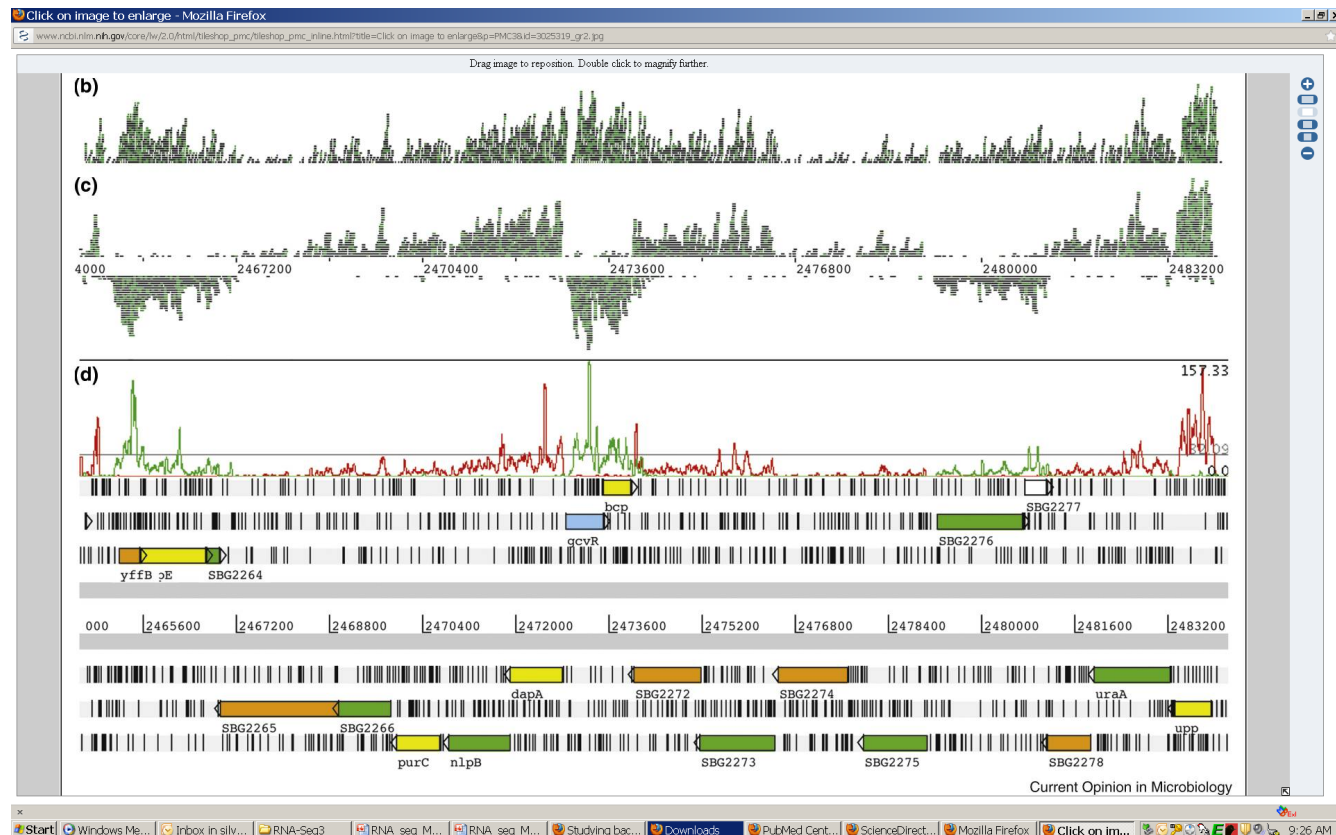 Click on image to enlarge - Mozilla Firefox
www.ncbi.nlm.nih.gov/core/lw/2.0/html/tileshop_pmc/tileshop_pmc_inline.html?title=Click on image to enlarge&p=PMC3&id=3025319_gr2.jpg
Drag image to reposition. Double click to magnify further.
(b)
(c)
4000 2467200 2470400 2473600 2476800 2480000 2483200
(d)
157.33
0.0
bcp SBG2277
gcvR SBG2276
yffB pE SBG2264
000 2465600 2467200 2468800 2470400 2472000 2473600 2475200 2476800 2478400 2480000 2481600 2483200
dapA SBG2272 SBG2274 uraA
SBG2265 SBG2266 upp
purC nlpB SBG2273 SBG2275 SBG2278
Current Opinion in Microbiology
Start Windows Me... Inbox in silv... RNA-Seq3 RNA_seq_M... RNA_seq_M... Studying bac... Downloads PubMed Cent... ScienceDirect... Mozilla Firefox Click on im... 9:26 AM